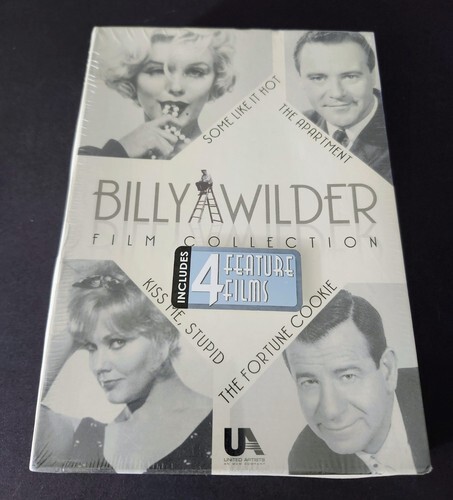 SOME LIKE IT HOT
THE APARTMENT
BILLY WILDER
FILM COLLECTION
INCLUDES
4 FEATURE
FILMS
KISS ME, STUPID
THE FORTUNE COOKIE
UA
UNITED ARTISTS